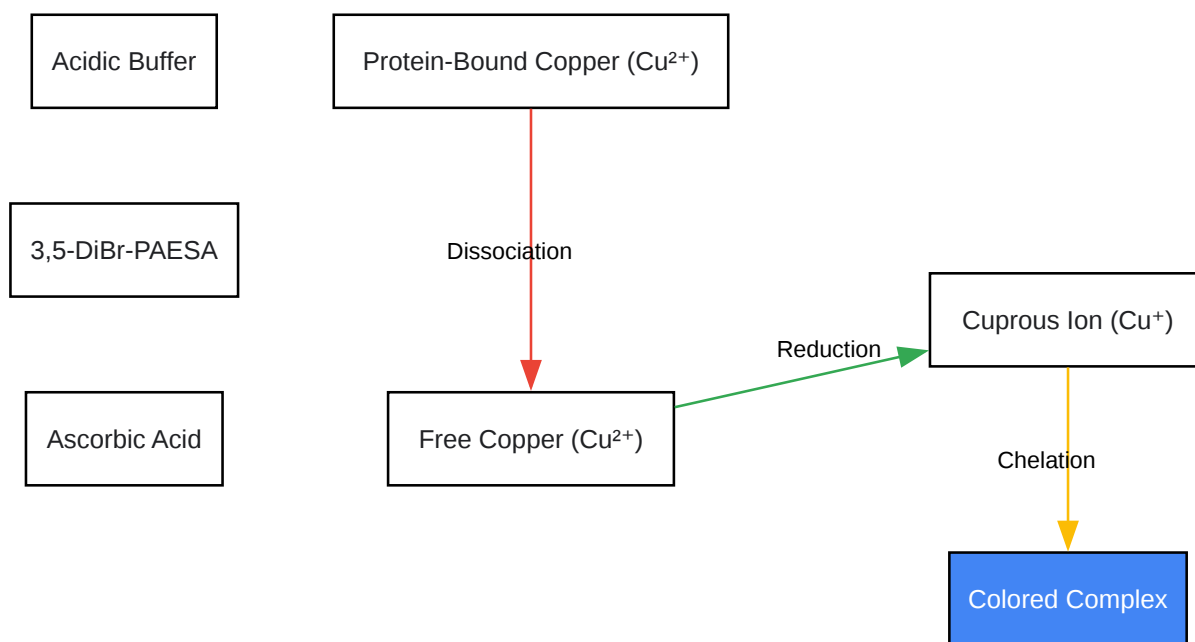 Acidic Buffer
Protein-Bound Copper (Cu²⁺)
3,5-DiBr-PAESA
Dissociation
Cuprous Ion (Cu⁺)
Reduction
Ascorbic Acid
Free Copper (Cu²⁺)
Chelation
Colored Complex